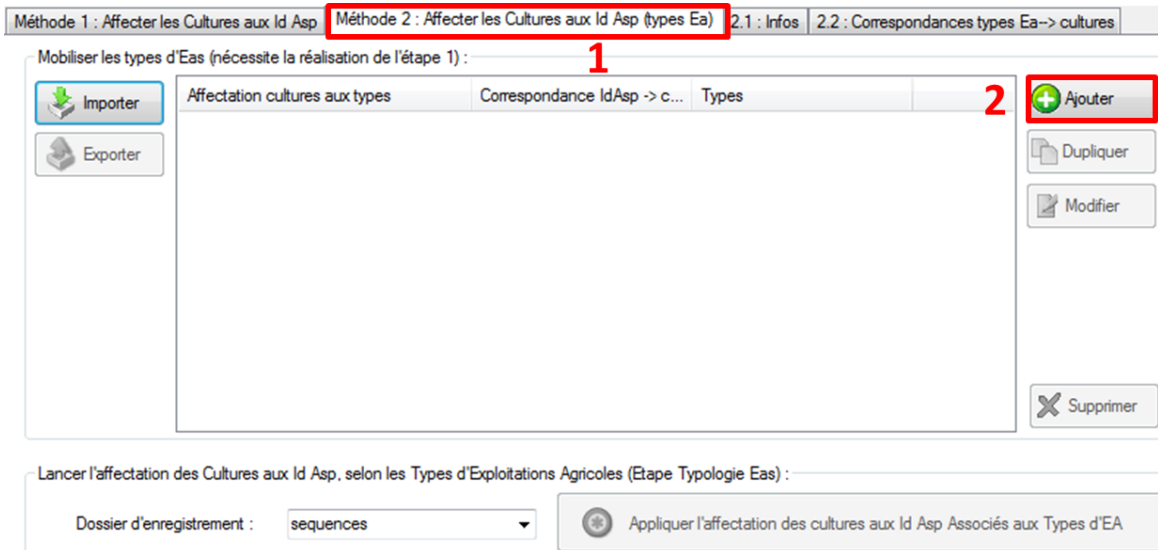 Méthode 1 : Affecter les Cultures aux Id Asp
Méthode 2 : Affecter les Cultures aux Id Asp (types Ea)
2.1 : Infos
2.2 : Correspondances types Ea--> cultures
1
Mobiliser les types d'Eas (nécessite la réalisation de l'étape 1) :
Importer
Exporter
Affectation cultures aux types
Correspondance IdAsp -> c...
Types
2
Ajouter
Dupliquer
Modifier
Supprimer
Lancer l'affectation des Cultures aux Id Asp, selon les Types d'Exploitations Agricoles (Etape Typologie Eas) :
Dossier d'enregistrement :
sequences
Appliquer l'affectation des cultures aux Id Asp Associés aux Types d'EA